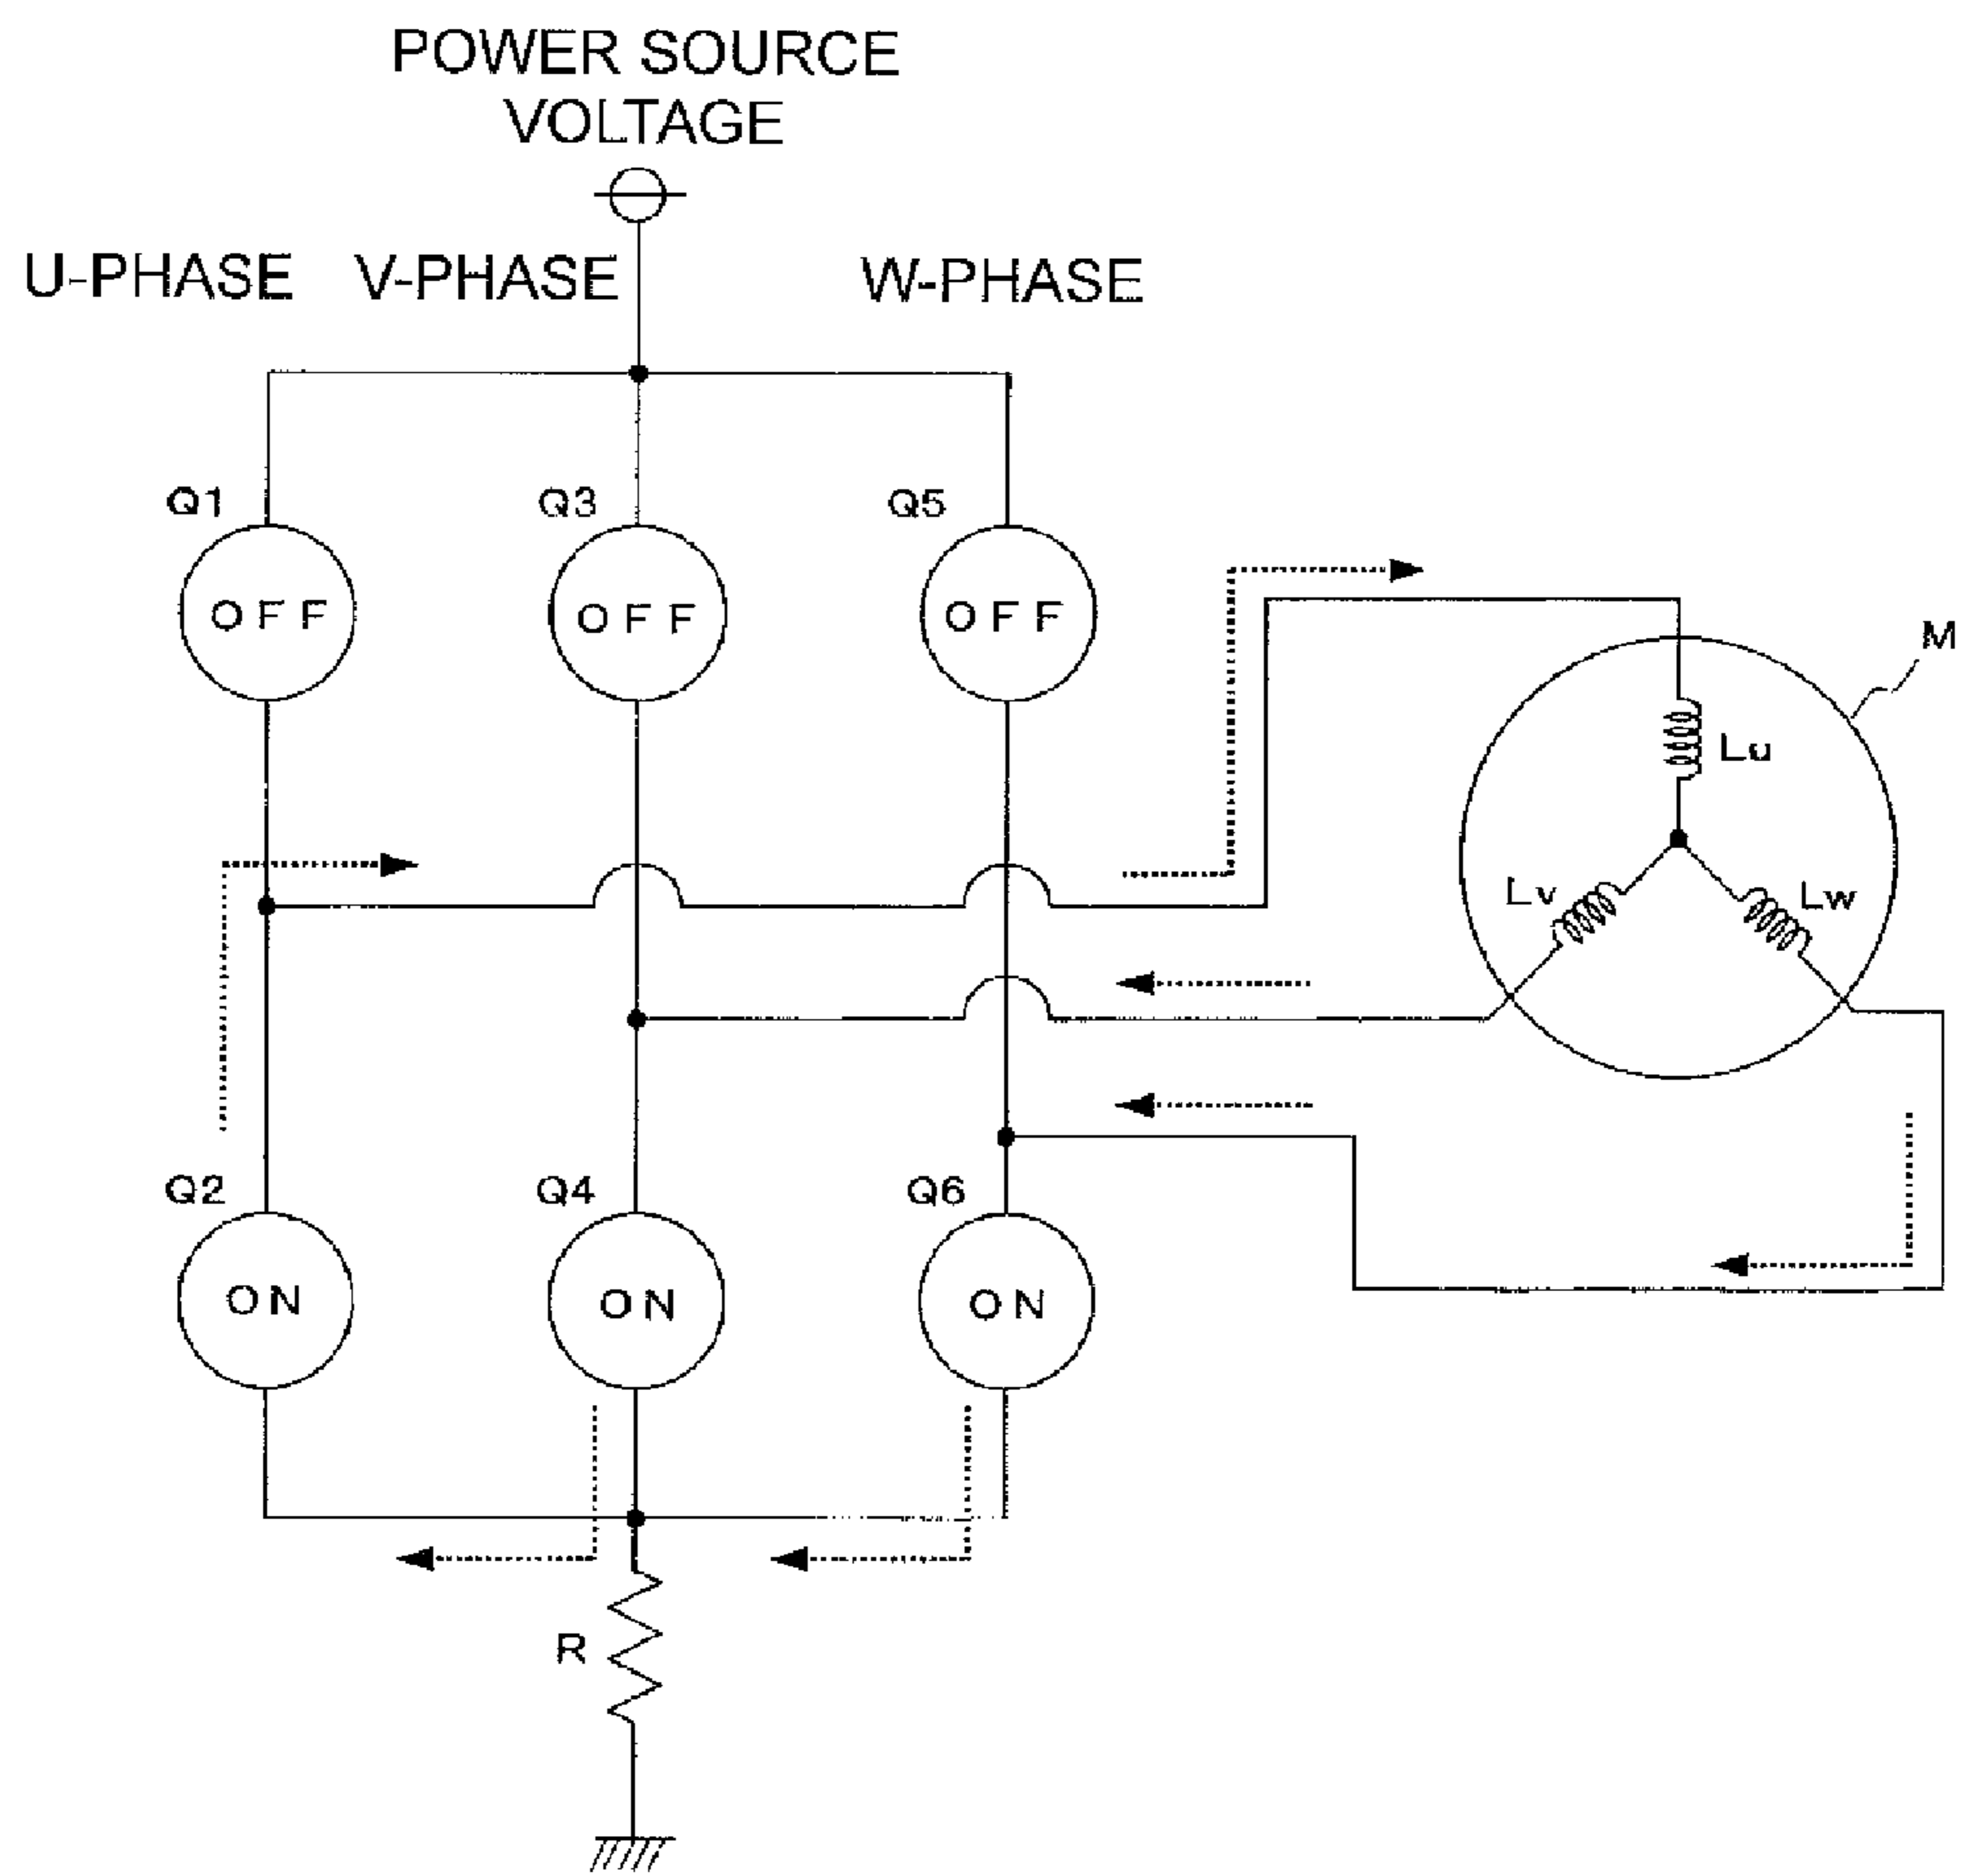 POWER SOURCE
VOLTAGE
U-PHASE V-PHASE W-PHASE
Q1 Q3 Q5
OFF OFF OFF
M
Lu
Lv Lw
Q2 Q4 Q6
ON ON ON
R